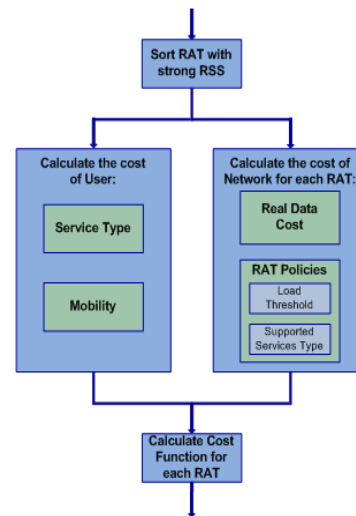 Sort RAT with
strong RSS
Calculate the cost
of User:
Service Type
Mobility
Calculate the cost of
Network for each RAT:
Real Data
Cost
RAT Policies
Load
Threshold
Supported
Services Type
Calculate Cost
Function for
each RAT